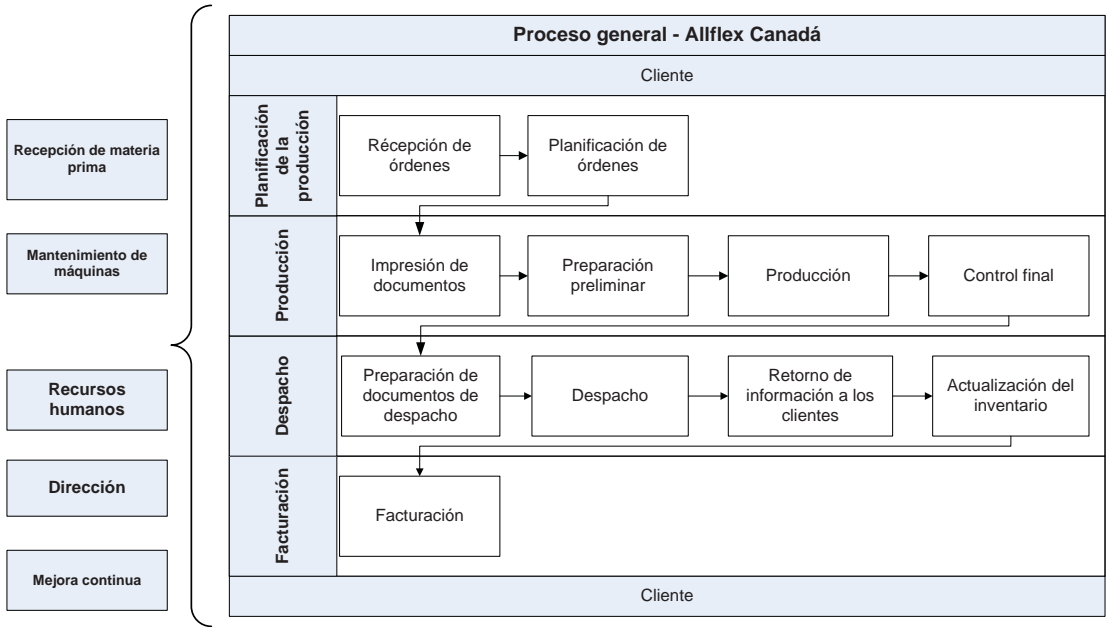 Proceso general - Allflex Canadá
Cliente
Recepción de materia
prima
Mantenimiento de
máquinas
Recursos
humanos
Dirección
Mejora continua
Planificación
de la
producción
Récépción de
órdenes
Planificación de
órdenes
Producción
Impresión de
documentos
Preparación
preliminar
Producción
Control final
Despacho
Preparación de
documentos de
despacho
Despacho
Retorno de
información a los
clientes
Actualización del
inventario
Facturación
Facturación
Cliente